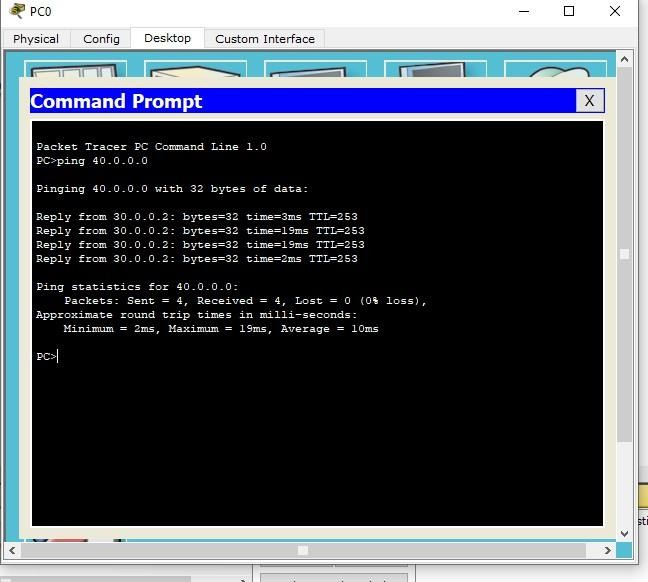 PC0
Physical Config Desktop Custom Interface
Command Prompt X
Packet Tracer PC Command Line 1.0
PC>ping 40.0.0.0
Pinging 40.0.0.0 with 32 bytes of data:
Reply from 30.0.0.2: bytes=32 time=3ms TTL=253
Reply from 30.0.0.2: bytes=32 time=19ms TTL=253
Reply from 30.0.0.2: bytes=32 time=19ms TTL=253
Reply from 30.0.0.2: bytes=32 time=2ms TTL=253
Ping statistics for 40.0.0.0:
Packets: Sent = 4, Received = 4, Lost = 0 (0% loss),
Approximate round trip times in milli-seconds:
Minimum = 2ms, Maximum = 19ms, Average = 10ms
PC>